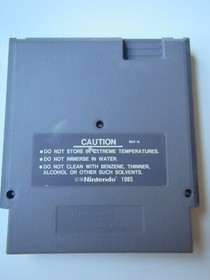 CAUTION
• DO NOT STORE IN EXTREME TEMPERATURES.
• DO NOT IMMERSE IN WATER.
• DO NOT CLEAN WITH BENZENE, THINNER,
ALCOHOL OR OTHER SUCH SOLVENTS.
©Nintendo 1985